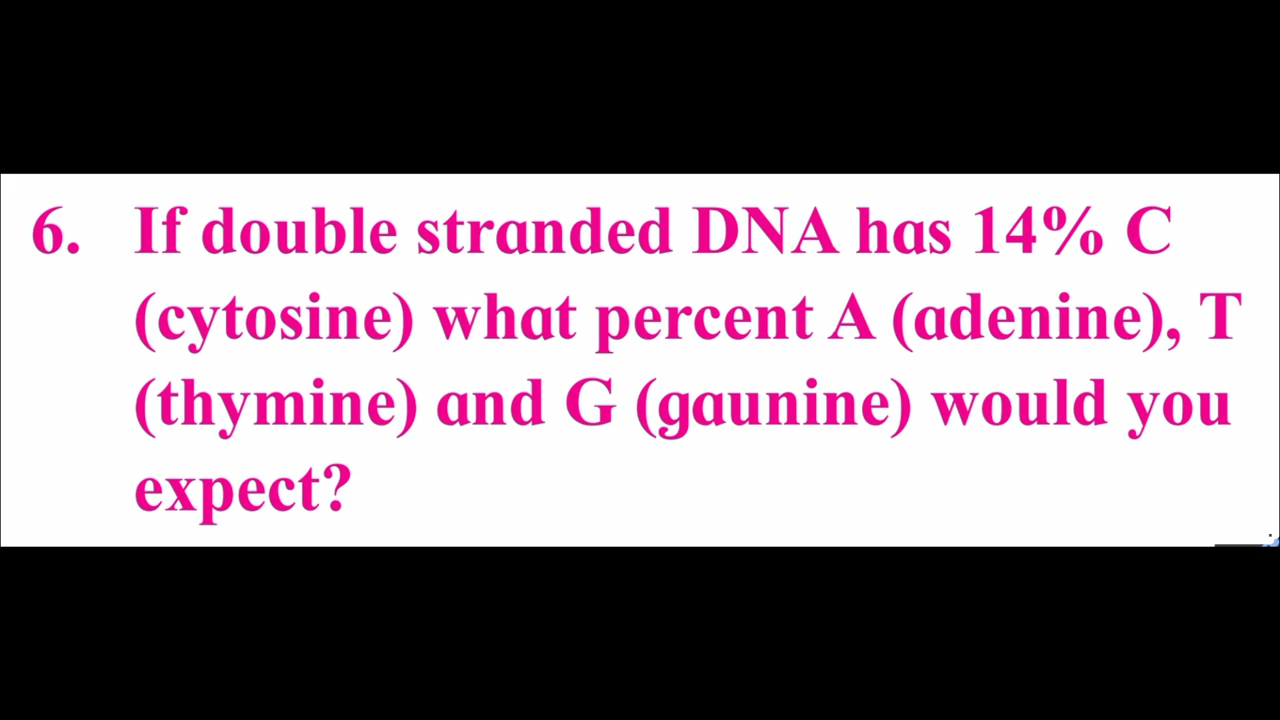 6. If double stranded DNA has 14% C
(cytosine) what percent A (adenine), T
(thymine) and G (gaunine) would you
expect?